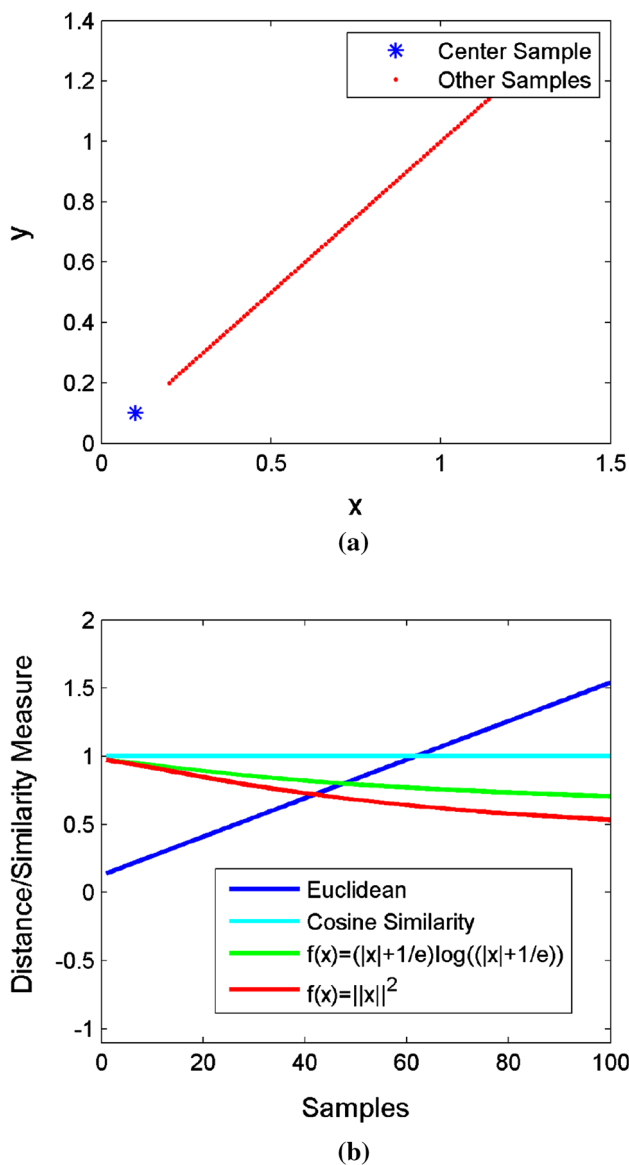 1.4
1.2
1
0.8
0.6
0.4
0.2
0
y
Center Sample
Other Samples
0
0.5
1
1.5
x
(a)
2
1.5
1
0.5
0
-0.5
-1
Distance/Similarity Measure
Euclidean
Cosine Similarity
f(x)=(|x|+1/e)log((|x|+1/e))
f(x)=||x||²
0
20
40
60
80
100
Samples
(b)